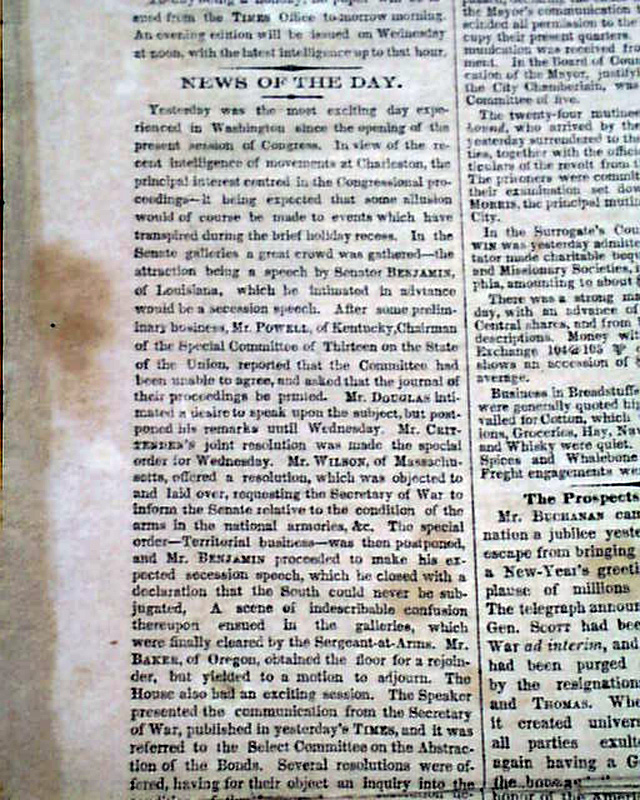 ened from the TIMES Office to-morrow morning.
An evening edition will be issued on Wednesday
at noon, with the latest intelligence up to that hour.
NEWS OF THE DAY.
Yesterday was the most exciting day expe-
rienced in Washington since the opening of the
present session of Congress. In view of the re-
cent intelligence of movements at Charleston, the
principal interest centred in the Congressional pro-
ceedings—it being expected that some allusion
would of course be made to events which have
transpired during the brief holiday recess. In the
Senate galleries a great crowd was gathered—the
attraction being a speech by Senator BENJAMIN,
of Louisiana, which he intimated in advance
would be a secession speech. After some prelim-
inary business, Mr. POWELL, of Kentucky, Chairman
of the Special Committee of Thirteen on the State
of the Union, reported that the Committee had
been unable to agree, and asked that the journal of
their proceedings be printed. Mr. DOUGLAS inti-
mated a desire to speak upon the subject, but post-
poned his remarks until Wednesday. Mr. CRIT-
TENDEN'S joint resolution was made the special
order for Wednesday. Mr. WILSON, of Massachu-
setts, offered a resolution, which was objected to
and laid over, requesting the Secretary of War to
inform the Senate relative to the condition of the
arms in the national armories, &c. The special
order—Territorial business—was then postponed,
and Mr. BENJAMIN proceeded to make his ex-
pected secession speech, which he closed with a
declaration that the South could never be sub-
jugated. A scene of indescribable confusion
thereupon ensued in the galleries, which
were finally cleared by the Sergeant-at-Arms. Mr.
BAKER, of Oregon, obtained the floor for a rejoin-
der, but yielded to a motion to adjourn. The
House also had an exciting session. The Speaker
presented the communication from the Secretary
of War, published in yesterday's TIMES, and it was
referred to the Select Committee on the Abstrac-
tion of the Bonds. Several resolutions were of-
fered, having for their object an inquiry into the
the Mayor's communication
scinded all permission to the
cupy their present quarters.
munication was received from
ment. In the Board of Coun
cation of the Mayor, justify
the City Chamberlain, was
Committee of five.
The twenty-four mutinee
bound, who arrived by the
yesterday surrendered to the
ties, together with the offici
ticulars of the revolt from t
The prisoners were committ
their examination set dow
MORRIS, the principal mutin
City.
In the Surrogate's Cou
WIN was yesterday admitte
tator made charitable bequ
and Missionary Societies,
phia, amounting to about
There was a strong m
day, with an advance of
Central shares, and from
descriptions. Money wit
Exchange 104@105
shows an accession of
average.
Business in Breadstuffs
were generally quoted hi
vailed for Cotton, which
ions, Groceries, Hay, Nav
and Whisky were quiet.
Spices and Whalebone
Freight engagements we
The Prospects
Mr. BUCHANAN can
nation a jubilee yeste
escape from bringing
a New-Year's greeti
plause of millions
The telegraph announ
Gen. SCOTT had bee
War ad interim, and
had been purged
by the resignation
and THOMAS. Wh
it created univers
all parties exult
again having a G
the
honor of the American